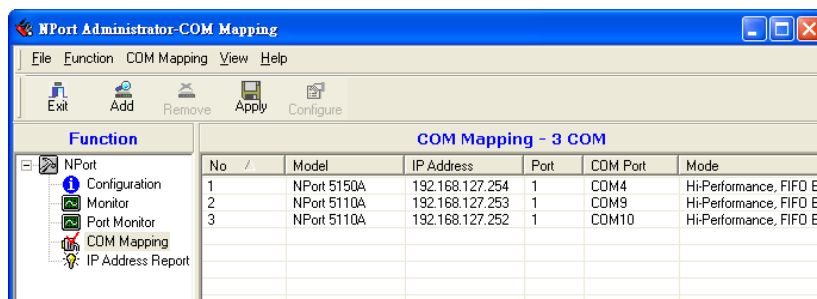 NPort Administrator-COM Mapping
File Function COM Mapping View Help
Exit Add Remove Apply Configure
Function
COM Mapping - 3 COM
NPort
Configuration
Monitor
Port Monitor
COM Mapping
IP Address Report
No Model IP Address Port COM Port Mode
1 NPort 5150A 192.168.127.254 1 COM4 Hi-Performance, FIFO E
2 NPort 5110A 192.168.127.253 1 COM9 Hi-Performance, FIFO E
3 NPort 5110A 192.168.127.252 1 COM10 Hi-Performance, FIFO E